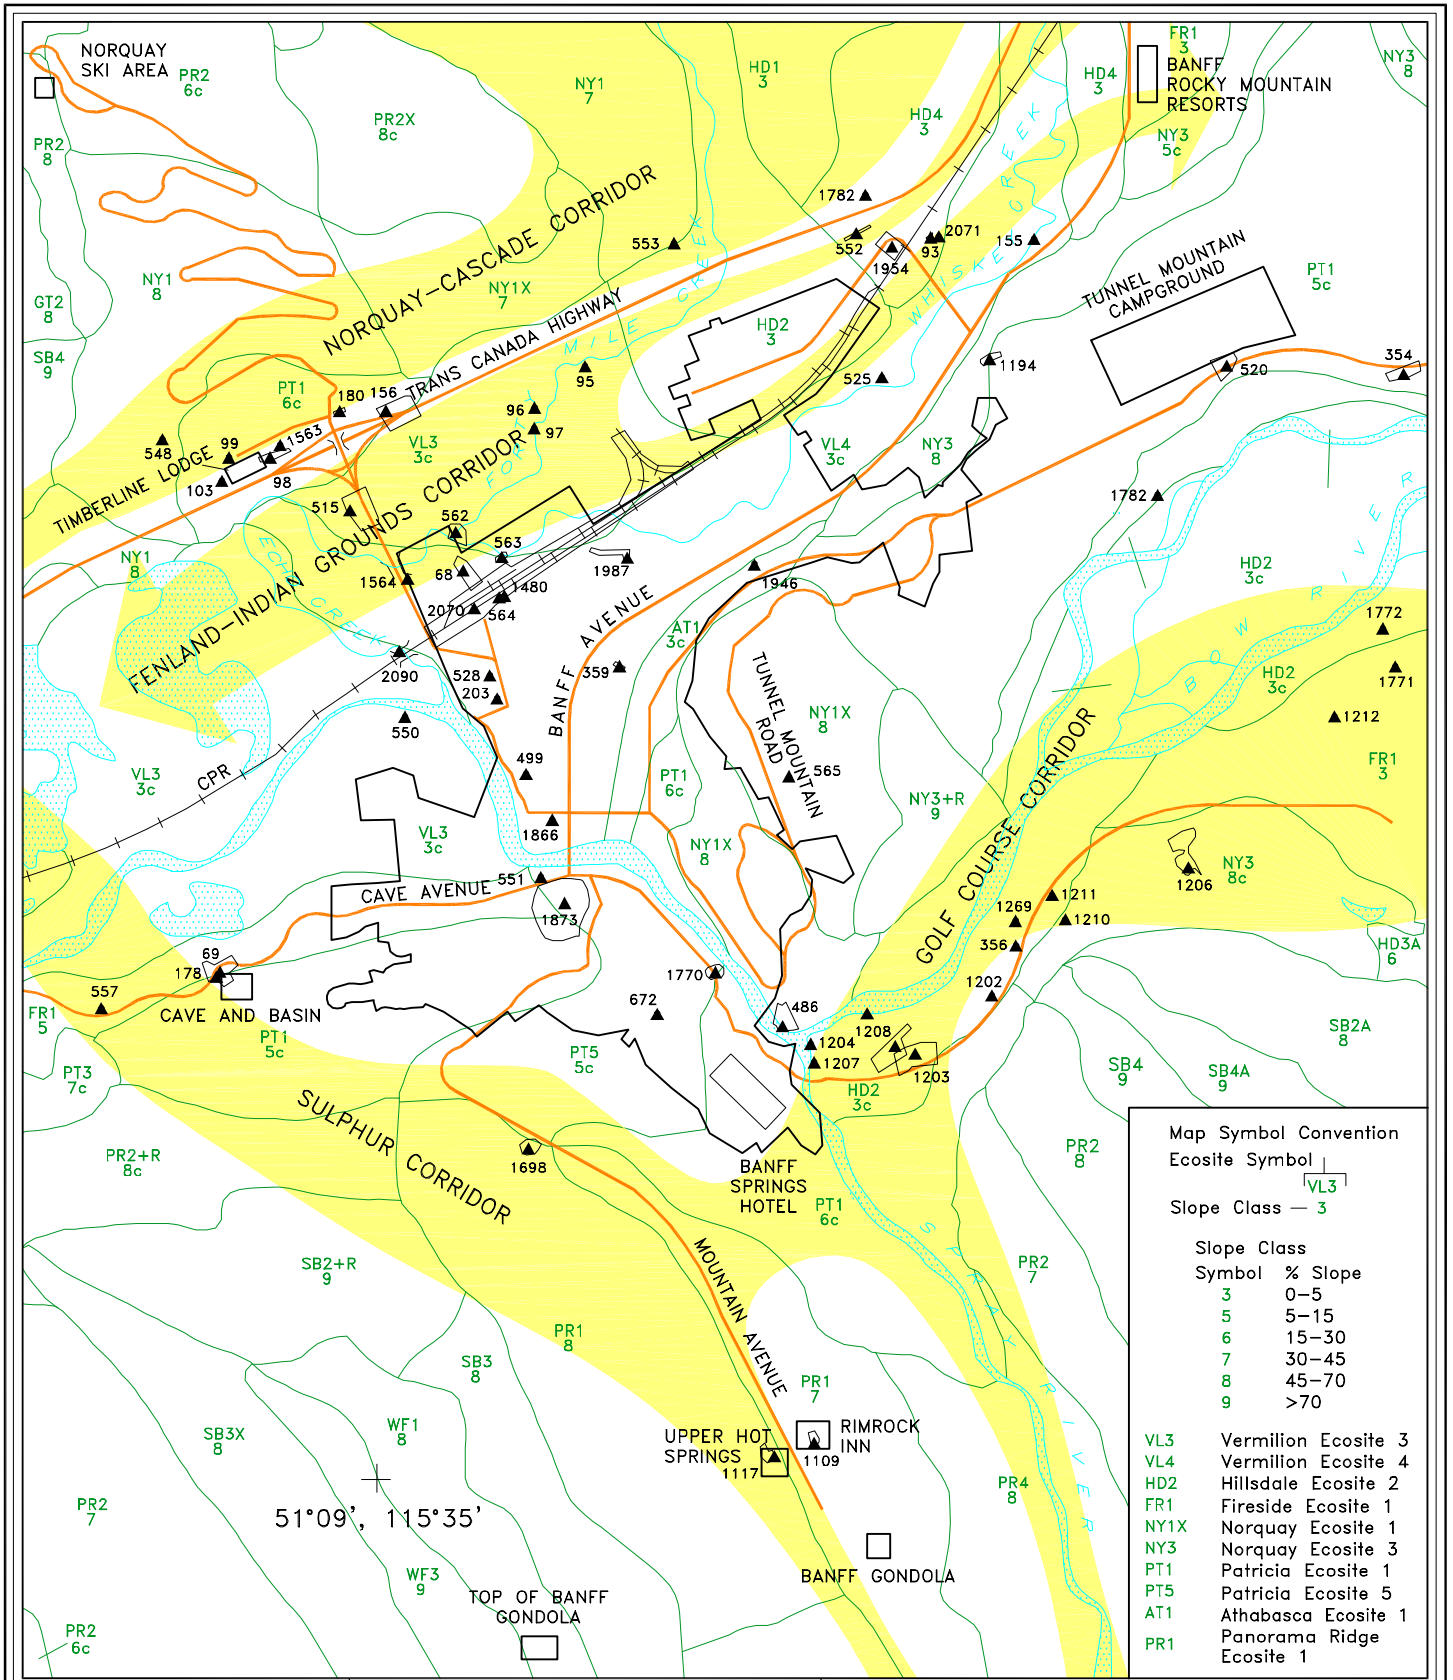 NORQUAY
SKI AREA
PR2
6c
PR2X
8c
NY1
7
HD1
3
HD4
3
HD4
3
FR1
3
BANFF
ROCKY MOUNTAIN
RESORTS
NY3
8
NY3
5c
PR2
8
GT2
8
SB4
9
NY1
8
NORQUAY-CASCADE CORRIDOR
NY1X
7
553
1782
552
1954
93
2071
155
WHISKEY CREEK
TUNNEL MOUNTAIN
CAMPGROUND
PT1
5c
TRANS CANADA HIGHWAY
FORTY MILE CREEK
HD2
3
PT1
6c
180
156
95
96
97
525
1194
520
354
548
99
1563
TIMBERLINE LODGE
103
98
VL3
3c
VL4
3c
NY3
8
515
562
563
1782
NY1
8
FENLAND-INDIAN GROUNDS CORRIDOR
ECHO CREEK
1564
68
1987
1480
2070
564
1946
HD2
3c
BOW RIVER
BANFF AVENUE
AT1
3c
1772
2090
528
203
359
TUNNEL MOUNTAIN
ROAD
HD2
3c
1771
550
NY1X
8
1212
VL3
3c
CPR
499
PT1
6c
565
FR1
3
NY3+R
9
GOLF COURSE CORRIDOR
VL3
3c
1866
NY1X
8
NY3
8c
1206
CAVE AVENUE
551
1873
1211
1269
1210
356
HD3A
6
69
178
1770
1202
557
CAVE AND BASIN
672
486
FR1
5
PT1
5c
PT5
5c
1208
1204
1207
1203
SB2A
8
PT3
7c
HD2
3c
SB4
9
SB4A
9
SULPHUR CORRIDOR
PR2+R
8c
1698
BANFF
SPRINGS
HOTEL
PT1
6c
PR2
8
SB2+R
9
MOUNTAIN AVENUE
SPRAY RIVER
PR2
7
PR1
8
SB3
8
PR1
7
SB3X
8
WF1
8
UPPER HOT
SPRINGS
1117
RIMROCK
INN
1109
PR2
7
51°09', 115°35'
PR4
8
WF3
9
TOP OF BANFF
GONDOLA
BANFF GONDOLA
PR2
6c
Map Symbol Convention
Ecosite Symbol
VL3
Slope Class — 3
Slope Class
Symbol % Slope
3 0-5
5 5-15
6 15-30
7 30-45
8 45-70
9 >70
VL3 Vermilion Ecosite 3
VL4 Vermilion Ecosite 4
HD2 Hillsdale Ecosite 2
FR1 Fireside Ecosite 1
NY1X Norquay Ecosite 1
NY3 Norquay Ecosite 3
PT1 Patricia Ecosite 1
PT5 Patricia Ecosite 5
AT1 Athabasca Ecosite 1
PR1 Panorama Ridge
Ecosite 1